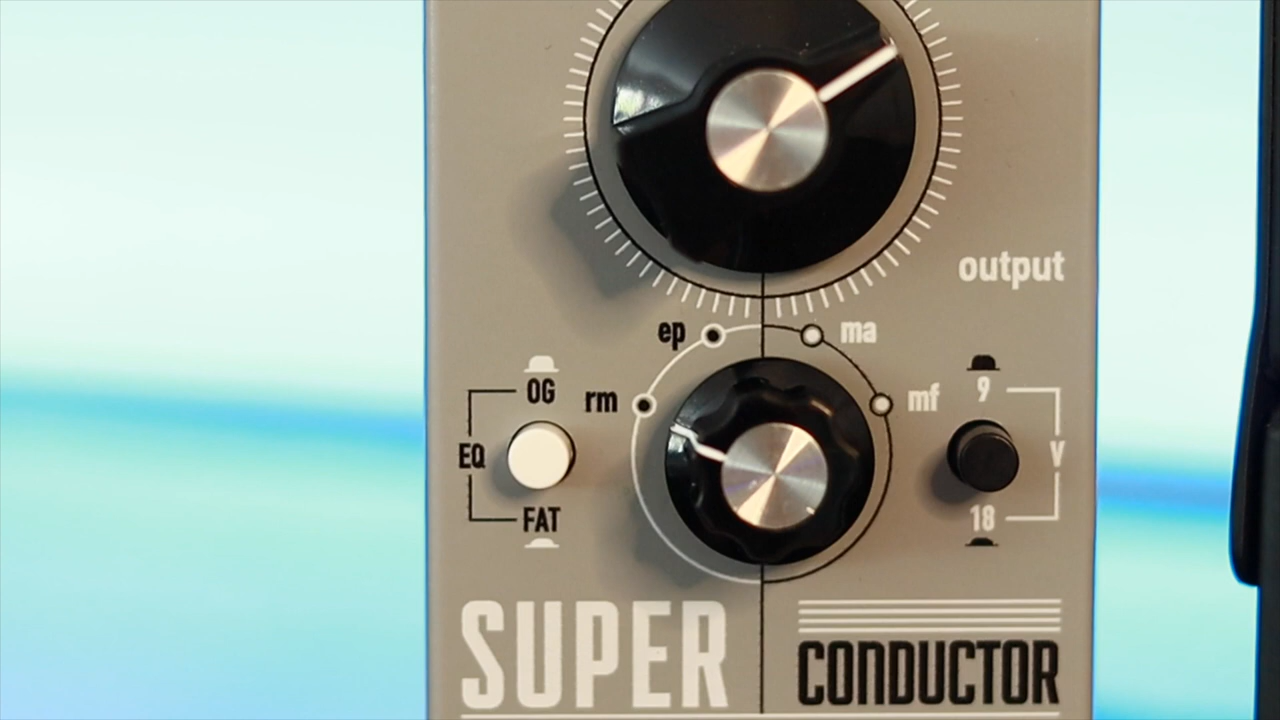 output
ep ma
OG rm mf 9
EQ V
FAT 18
SUPER CONDUCTOR